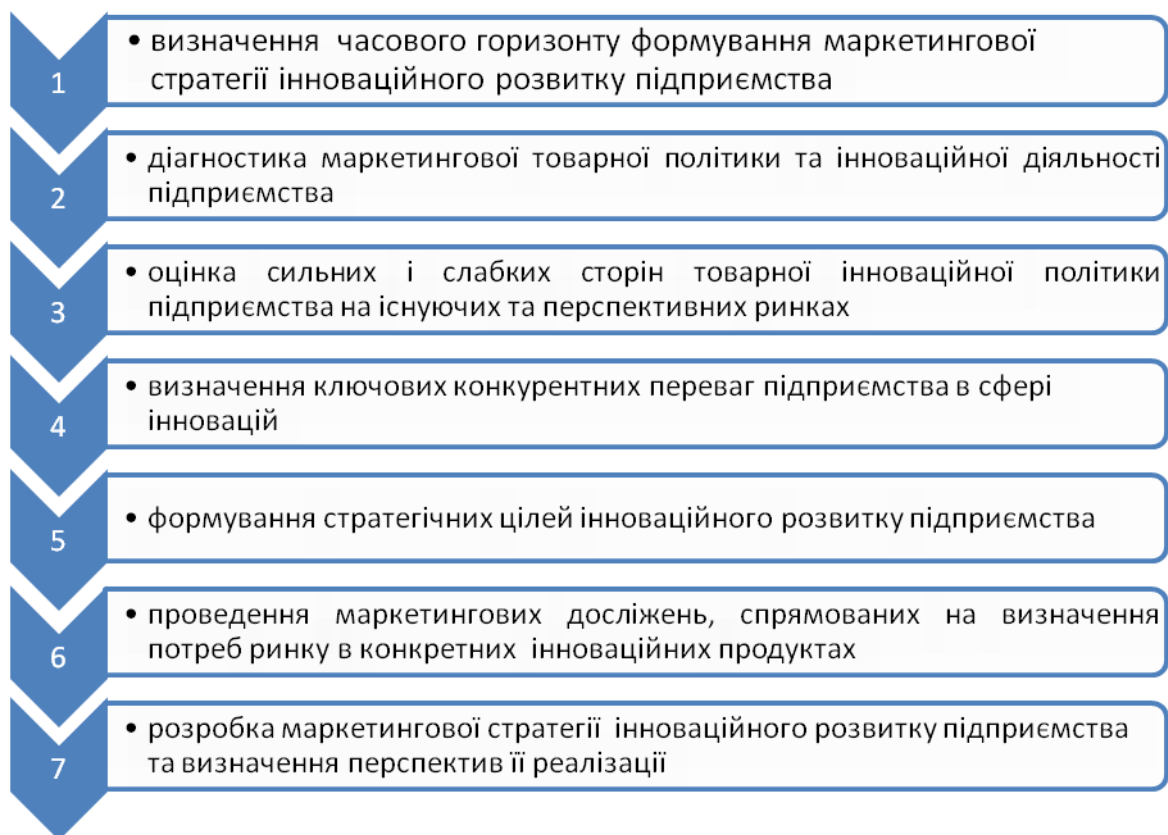 1
• визначення часового горизонту формування маркетингової
стратегії інноваційного розвитку підприємства
2
• діагностика маркетингової товарної політики та інноваційної діяльності
підприємства
3
• оцінка сильних і слабких сторін товарної інноваційної політики
підприємства на існуючих та перспективних ринках
4
• визначення ключових конкурентних переваг підприємства в сфері
інновацій
5
• формування стратегічних цілей інноваційного розвитку підприємства
6
• проведення маркетингових досліжень, спрямованих на визначення
потреб ринку в конкретних інноваційних продуктах
7
• розробка маркетингової стратегії інноваційного розвитку підприємства
та визначення перспектив її реалізації